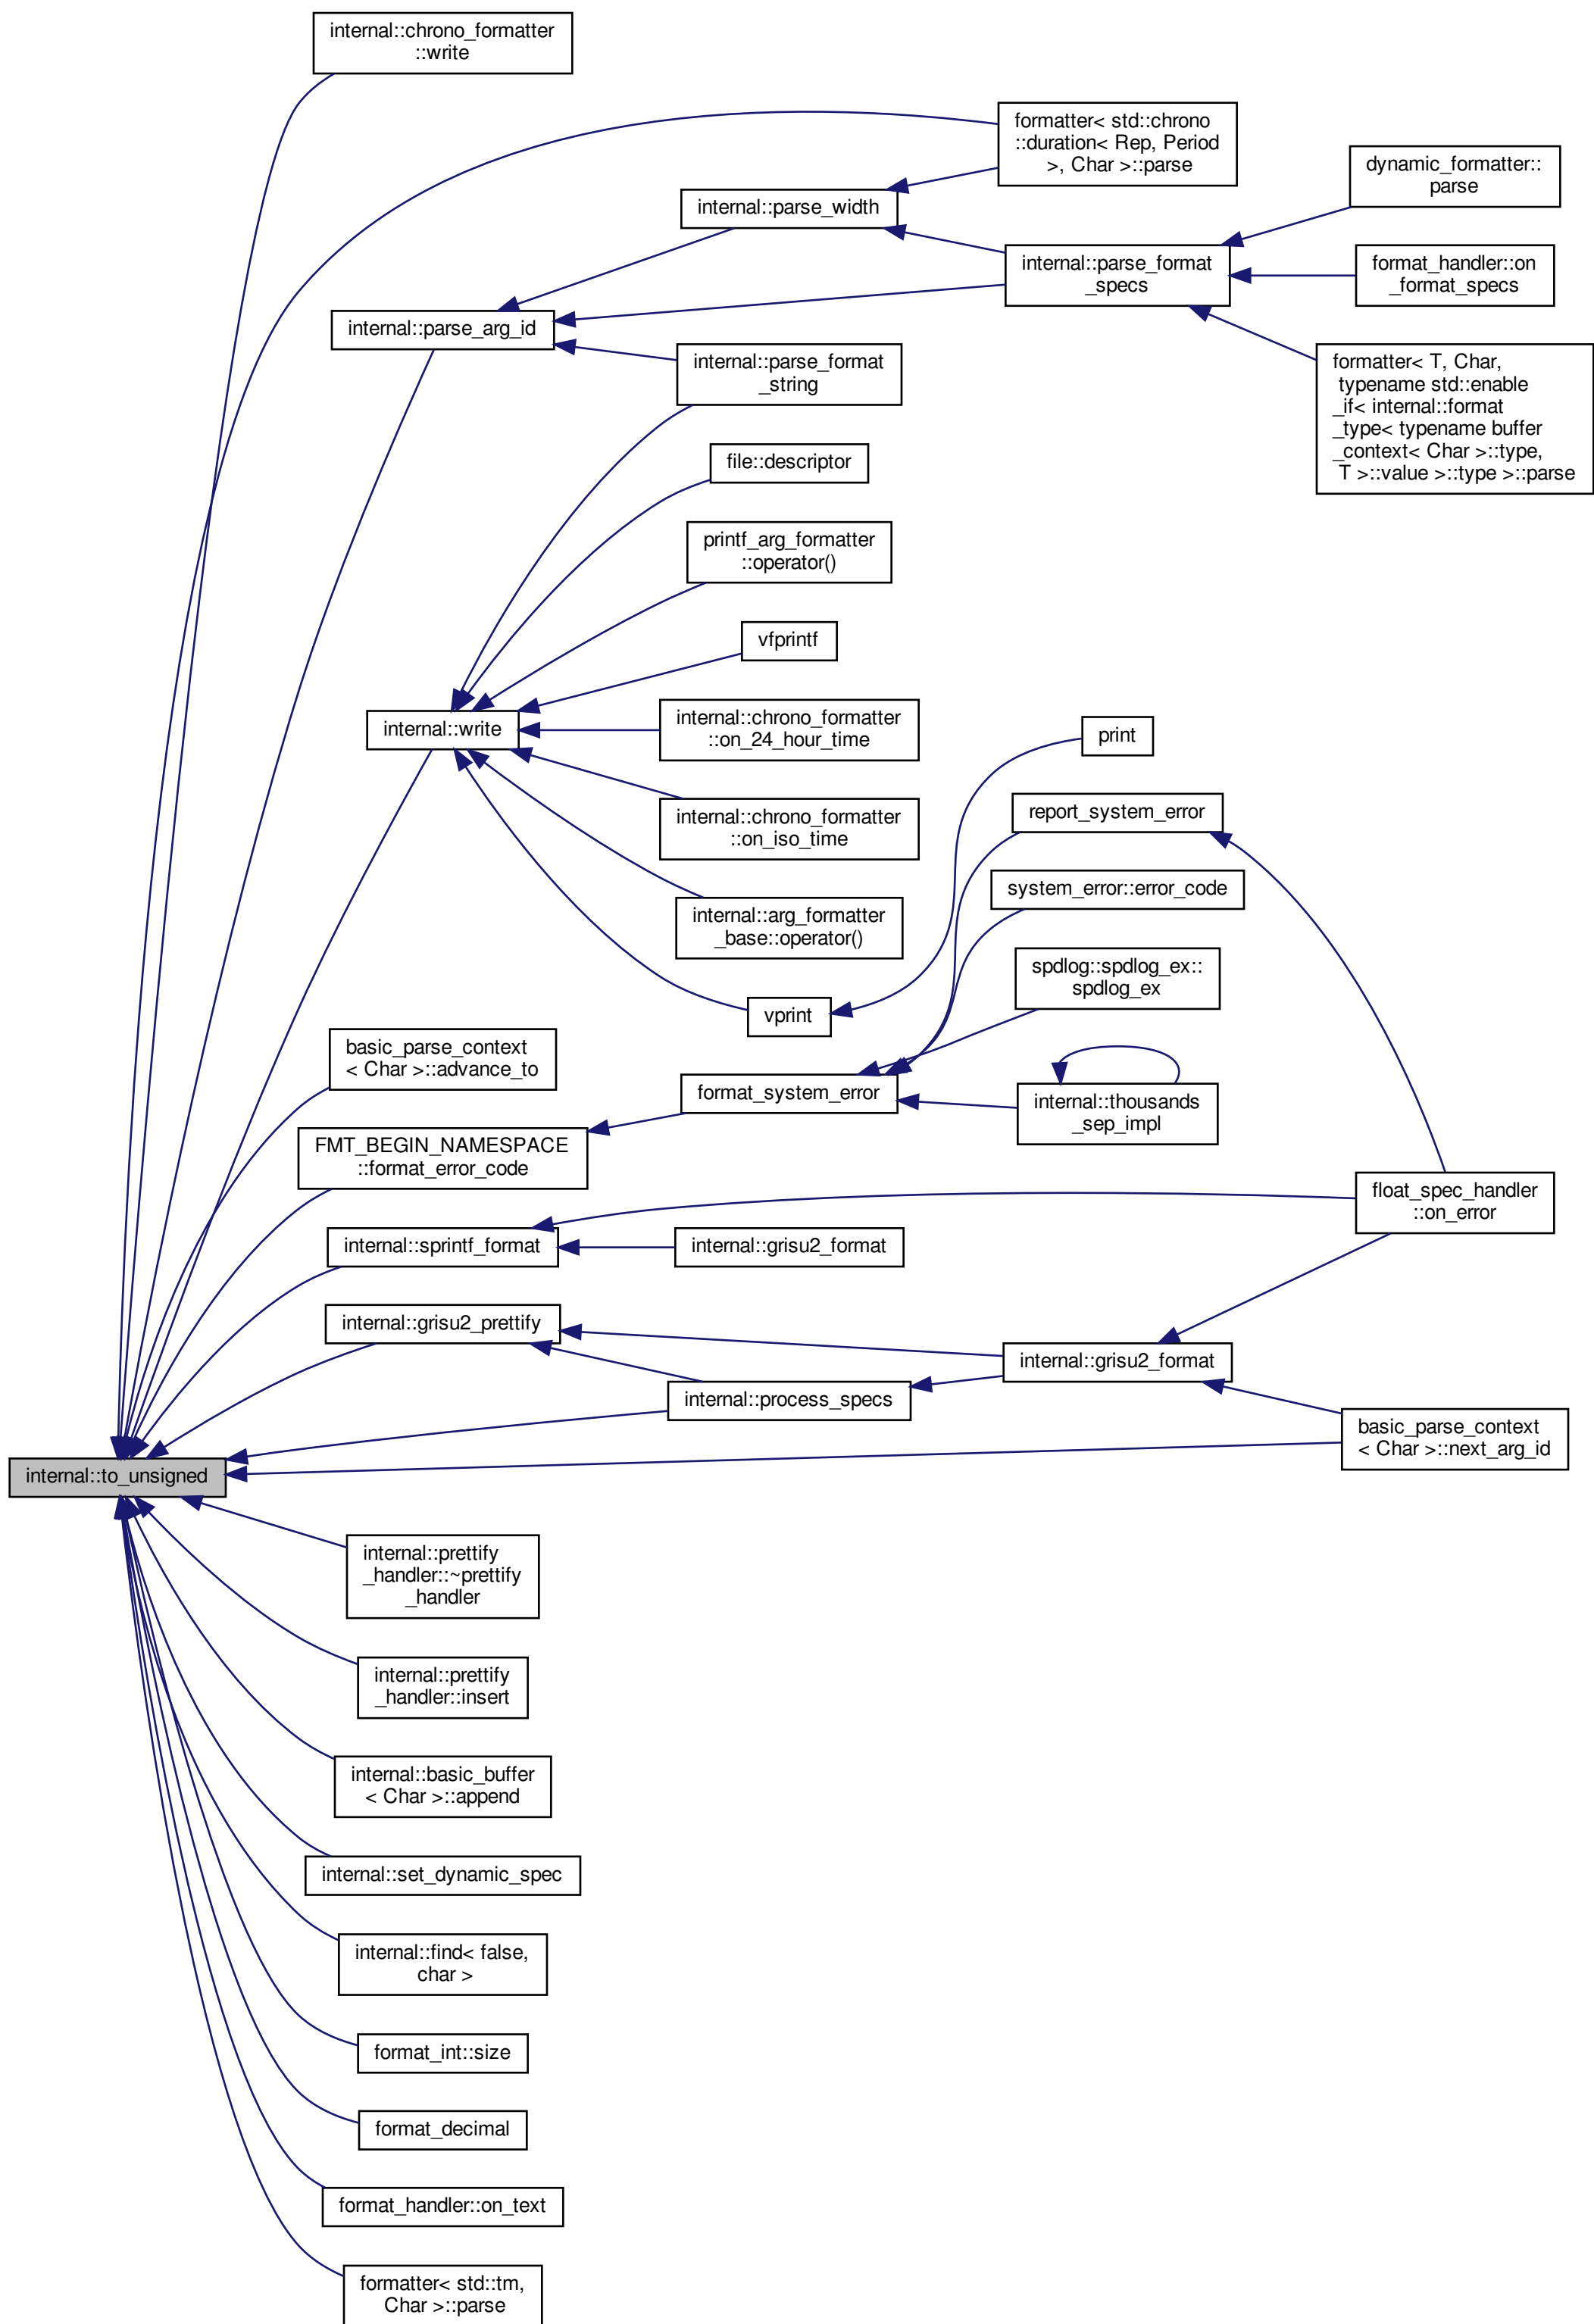 internal::chrono_formatter
::write
formatter< std::chrono
::duration< Rep, Period
>, Char >::parse
dynamic_formatter::
parse
internal::parse_width
internal::parse_format
_specs
format_handler::on
_format_specs
internal::parse_arg_id
internal::parse_format
_string
formatter< T, Char,
typename std::enable
_if< internal::format
_type< typename buffer
_context< Char >::type,
T >::value >::type >::parse
file::descriptor
printf_arg_formatter
::operator()
vfprintf
internal::write
internal::chrono_formatter
::on_24_hour_time
print
internal::chrono_formatter
::on_iso_time
report_system_error
system_error::error_code
internal::arg_formatter
_base::operator()
spdlog::spdlog_ex::
spdlog_ex
vprint
basic_parse_context
< Char >::advance_to
format_system_error
internal::thousands
_sep_impl
FMT_BEGIN_NAMESPACE
::format_error_code
float_spec_handler
::on_error
internal::sprintf_format
internal::grisu2_format
internal::grisu2_prettify
internal::grisu2_format
internal::process_specs
basic_parse_context
< Char >::next_arg_id
internal::to_unsigned
internal::prettify
_handler::~prettify
_handler
internal::prettify
_handler::insert
internal::basic_buffer
< Char >::append
internal::set_dynamic_spec
internal::find< false,
char >
format_int::size
format_decimal
format_handler::on_text
formatter< std::tm,
Char >::parse